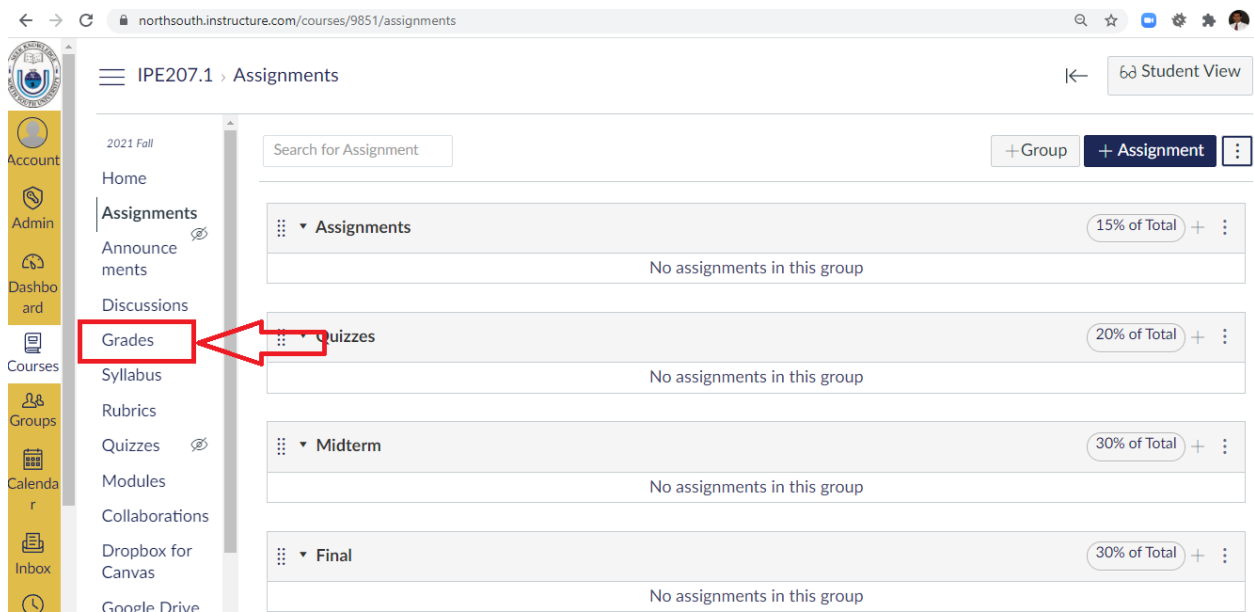 northsouth.instructure.com/courses/9851/assignments
IPE207.1 › Assignments
Student View
Account
Admin
Dashbo
ard
Courses
Groups
Calenda
r
Inbox
2021 Fall
Home
Assignments
Announce
ments
Discussions
Grades
Syllabus
Rubrics
Quizzes
Modules
Collaborations
Dropbox for
Canvas
Google Drive
Search for Assignment
+Group
+ Assignment
Assignments
15% of Total +
No assignments in this group
Quizzes
20% of Total +
No assignments in this group
Midterm
30% of Total +
No assignments in this group
Final
30% of Total +
No assignments in this group